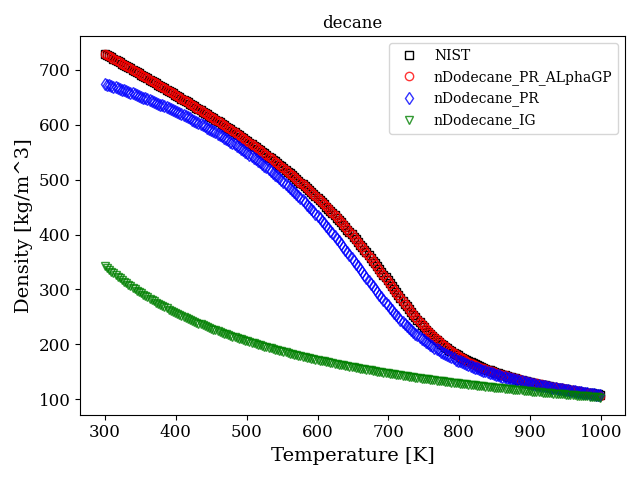 decane
NIST
nDodecane_PR_ALphaGP
nDodecane_PR
nDodecane_IG
Density [kg/m^3]
700
600
500
400
300
200
100
300 400 500 600 700 800 900 1000
Temperature [K]